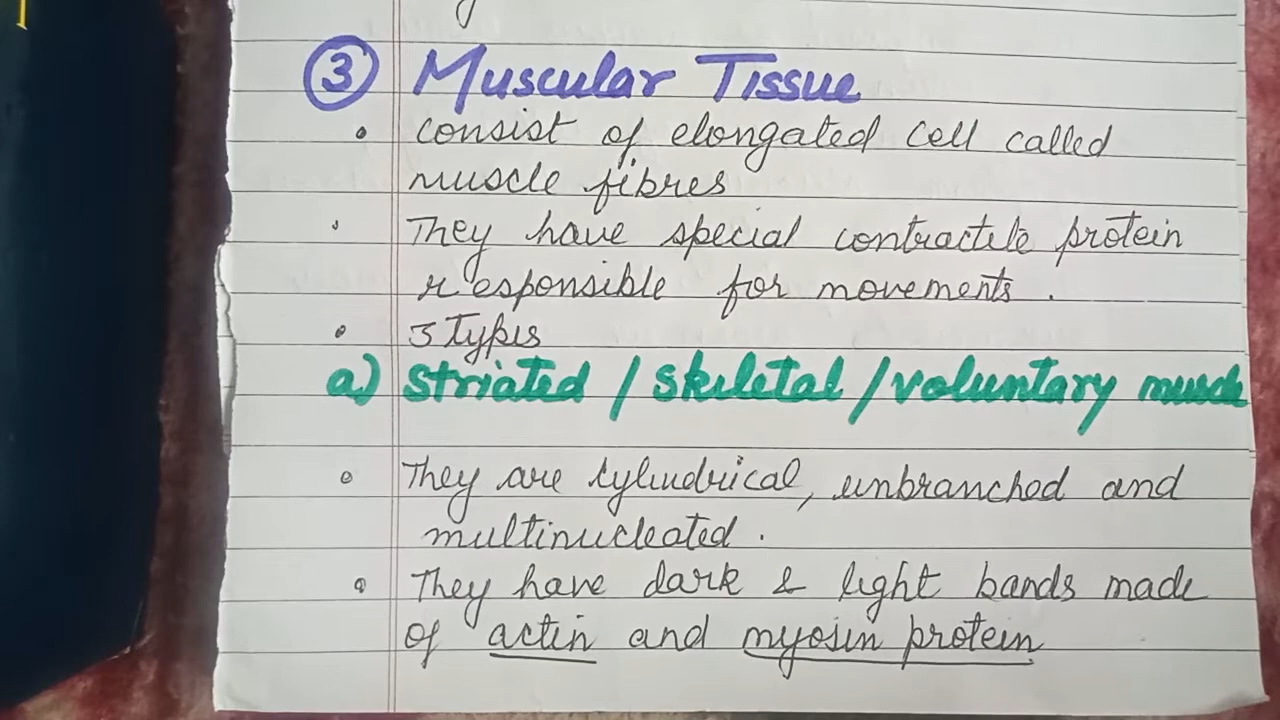 ③ Muscular Tissue
• consist of elongated cell called
muscle fibres
• They have special contractile protein
responsible for movements.
• 3 types
a) Striated / Skeletal / voluntary muscle
• They are cylindrical, unbranched and
multinucleated.
• They have dark & light bands made
of actin and myosin protein